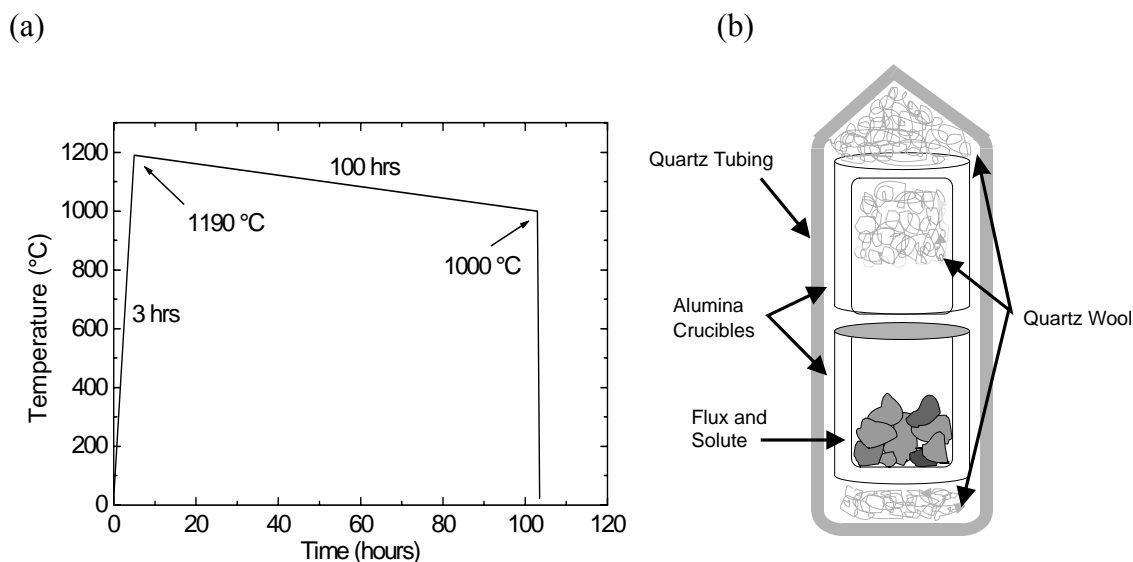 (a)
(b)
Temperature (°C)
1200
1000
800
600
400
200
0
0
20
40
60
80
100
120
Time (hours)
3 hrs
100 hrs
1190 °C
1000 °C
Quartz Tubing
Alumina
Crucibles
Flux and
Solute
Quartz Wool